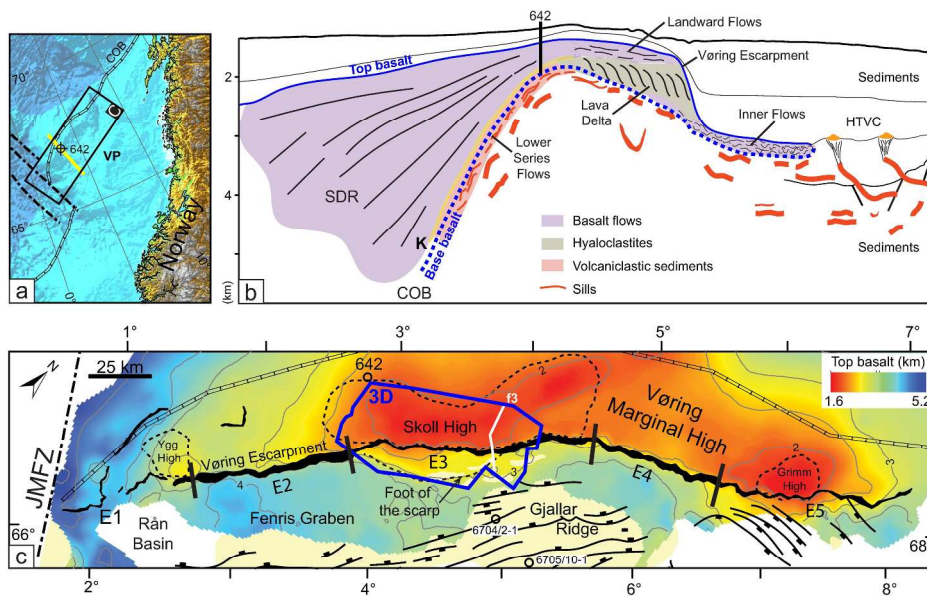 COB
70°
642
VP
65°
0°
Norway
10
a
642
Landward Flows
Vøring
Escarpment
Top basalt
2
Sediments
Lava
Delta
HTVC
Inner Flows
Lower
Series
Flows
SDR
4
Basalt flows
Hyaloclastites
Volcaniclastic sediments
Sills
K
Base basalt
Sediments
(km)
b
COB
1°
3°
5°
7°
N
25 km
642
3D
f3
2
Top basalt (km)
1.6
5.2
Skoll High
Vøring
Marginal High
Ygg
High
Vøring Escarpment
E3
3
2
Grimm
High
3
JMFZ
4
E2
E4
E1
Foot of
the scarp
E5
Fenris Graben
Gjallar
Ridge
Rån
Basin
6704/2-1
66°
68
6705/10-1
c
2°
4°
6°
8°